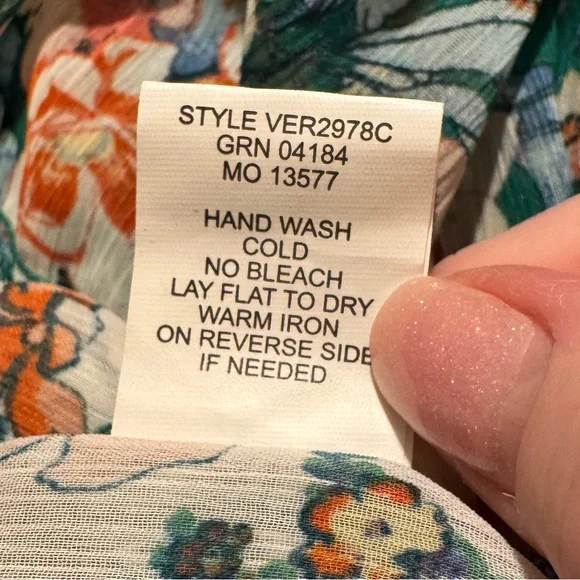 STYLE VER2978C
GRN 04184
MO 13577
HAND WASH
COLD
NO BLEACH
LAY FLAT TO DRY
WARM IRON
ON REVERSE SIDE
IF NEEDED